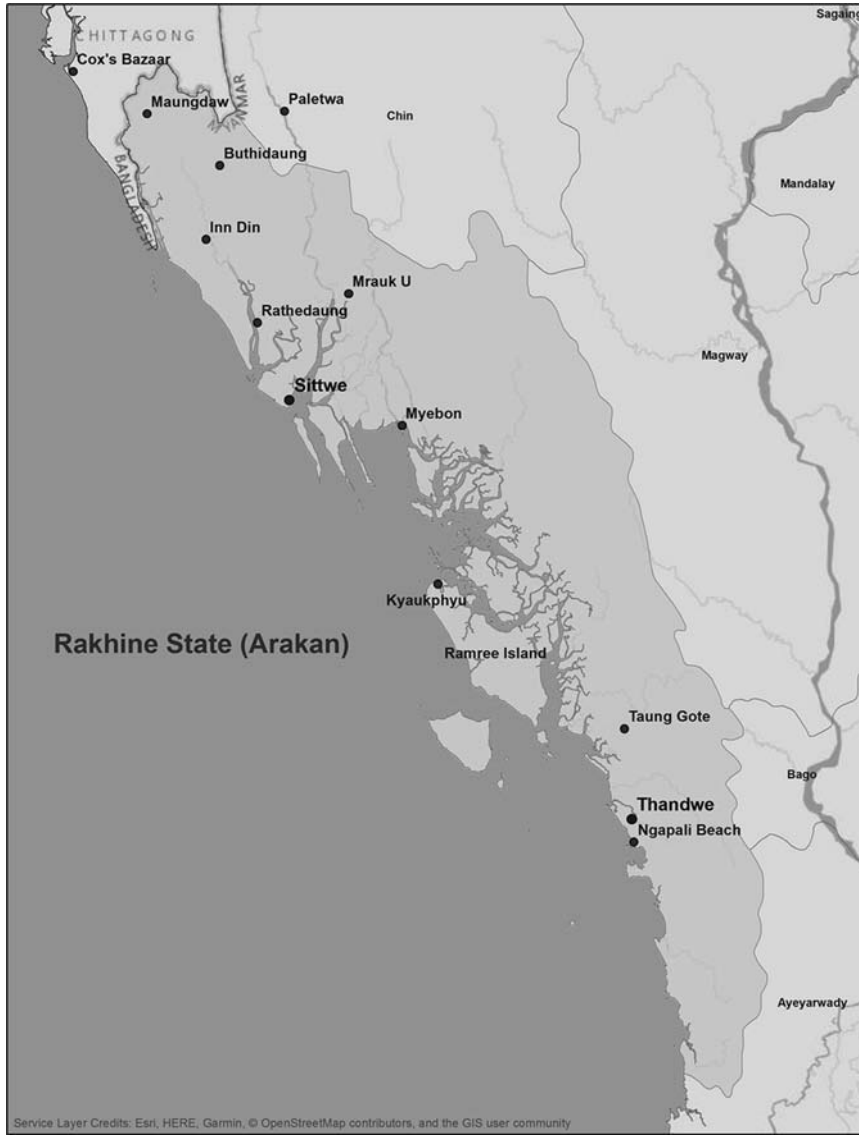 Sagaing
CHITTAGONG
Cox's Bazaar
Maungdaw
MYANMAR
Paletwa
Chin
Buthidaung
BANGLADESH
Mandalay
Inn Din
Mrauk U
Rathedaung
Magway
Sittwe
Myebon
Kyaukphyu
Rakhine State (Arakan)
Ramree Island
Taung Gote
Bago
Thandwe
Ngapali Beach
Ayeyarwady
Service Layer Credits: Esri, HERE, Garmin, © OpenStreetMap contributors, and the GIS user community